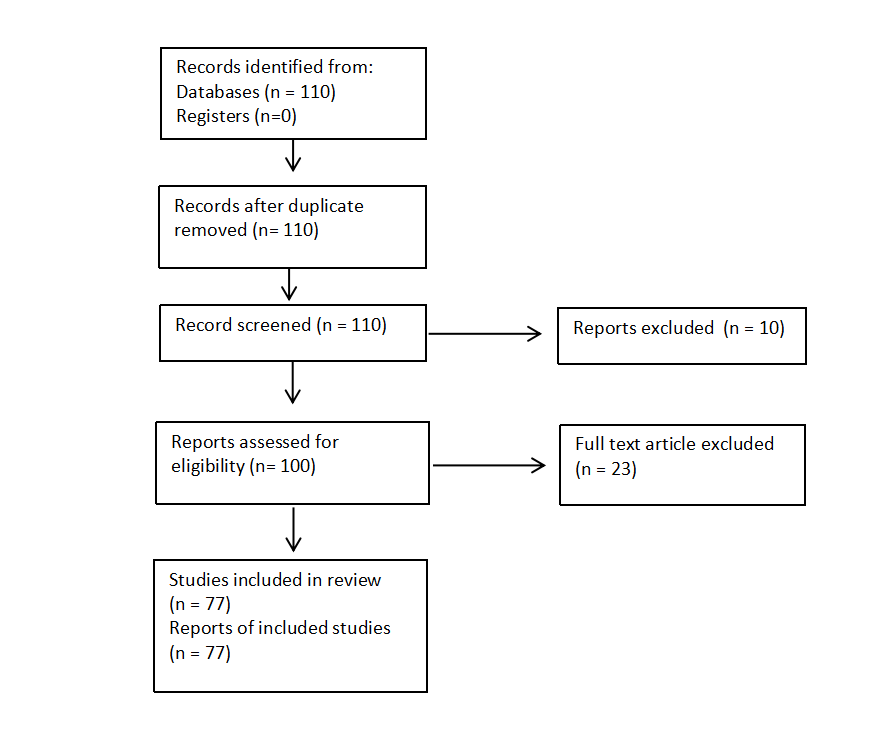 Records identified from:
Databases (n = 110)
Registers (n=0)
Records after duplicate
removed (n= 110)
Record screened (n = 110)
Reports excluded  (n = 10)
Reports assessed for
eligibility (n= 100)
Full text article excluded
(n = 23)
Studies included in review
(n = 77)
Reports of included studies
(n = 77)